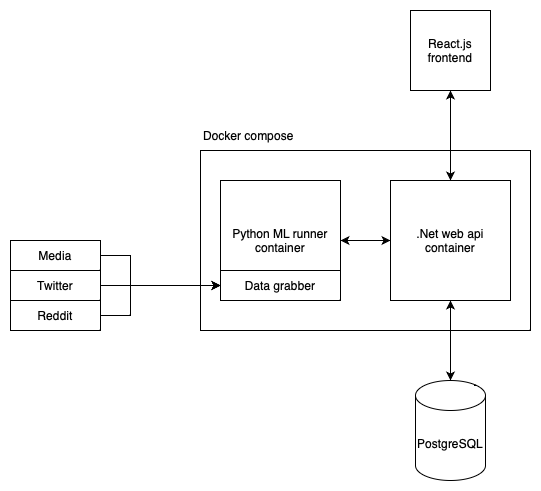 React.js
frontend
Docker compose
Python ML runner
container
.Net web api
container
Media
Twitter
Data grabber
Reddit
PostgreSQL